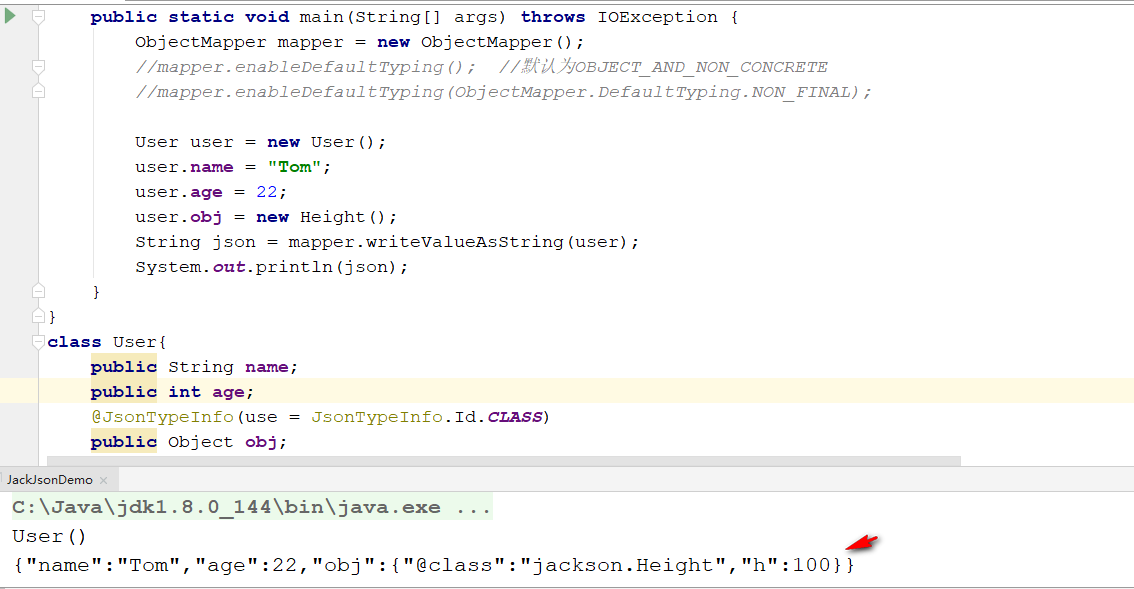 public static void main(String[] args) throws IOException {
ObjectMapper mapper = new ObjectMapper();
//mapper.enableDefaultTyping();  //默认为OBJECT_AND_NON_CONCRETE
//mapper.enableDefaultTyping(ObjectMapper.DefaultTyping.NON_FINAL);
User user = new User();
user.name = "Tom";
user.age = 22;
user.obj = new Height();
String json = mapper.writeValueAsString(user);
System.out.println(json);
}
}
class User{
public String name;
public int age;
@JsonTypeInfo(use = JsonTypeInfo.Id.CLASS)
public Object obj;
JackJsonDemo ×
C:\Java\jdk1.8.0_144\bin\java.exe ...
User()
{"name":"Tom","age":22,"obj":{"@class":"jackson.Height","h":100}}